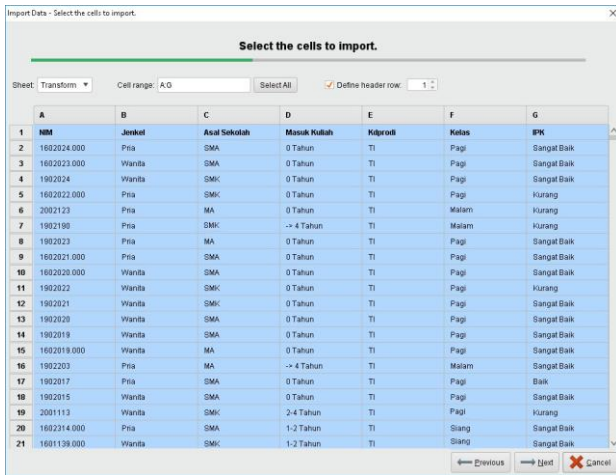 Import Data - Select the cells to import.
Select the cells to import.
Sheet: Transform Cell range: A:G Select All Define header row: 1
A B C D E F G
1 NIM Jenkel Asal Sekolah Masuk Kuliah Kdprodi Kelas IPK
2 1602024.000 Pria SMA 0 Tahun TI Pagi Sangat Baik
3 1602023.000 Wanita SMA 0 Tahun TI Pagi Sangat Baik
4 1902024 Wanita SMK 0 Tahun TI Pagi Sangat Baik
5 1602022.000 Pria SMK 0 Tahun TI Pagi Kurang
6 2002123 Pria MA 0 Tahun TI Malam Kurang
7 1902198 Pria SMK -> 4 Tahun TI Malam Kurang
8 1902023 Pria MA 0 Tahun TI Pagi Sangat Baik
9 1602021.000 Pria SMA 0 Tahun TI Pagi Sangat Baik
10 1602020.000 Wanita SMA 0 Tahun TI Pagi Sangat Baik
11 1902022 Wanita SMK 0 Tahun TI Pagi Kurang
12 1902021 Wanita SMK 0 Tahun TI Pagi Sangat Baik
13 1902020 Wanita SMA 0 Tahun TI Pagi Sangat Baik
14 1902019 Wanita SMA 0 Tahun TI Pagi Sangat Baik
15 1602019.000 Wanita MA 0 Tahun TI Pagi Sangat Baik
16 1902203 Pria MA -> 4 Tahun TI Malam Sangat Baik
17 1902017 Pria SMA 0 Tahun TI Pagi Baik
18 1902015 Wanita SMA 0 Tahun TI Pagi Sangat Baik
19 2001113 Wanita SMK 2-4 Tahun TI Pagi Kurang
20 1602314.000 Pria SMA 1-2 Tahun TI Siang Sangat Baik
21 1601139.000 Wanita SMK 1-2 Tahun TI Siang Sangat Baik
Previous Next Cancel